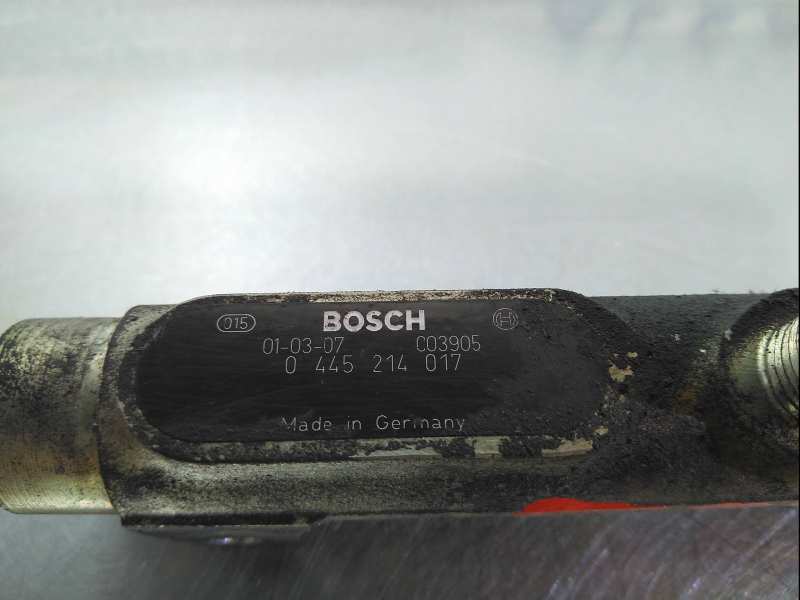 015 BOSCH
01-03-07 C03905
0 445 214 017
Made in Germany